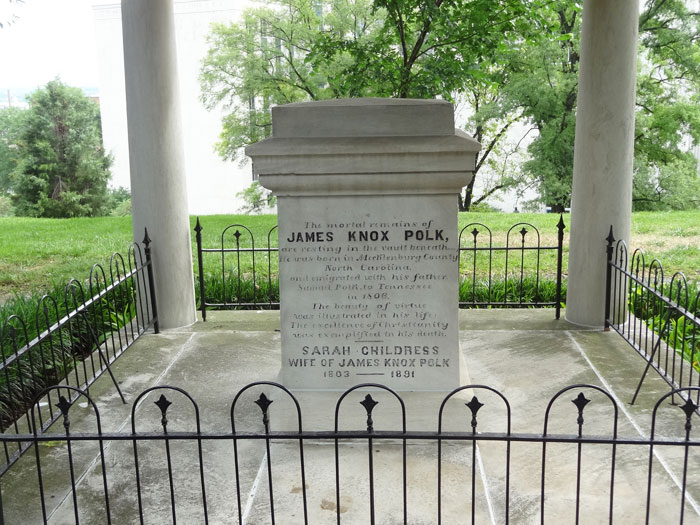 The mortal remains of
JAMES KNOX POLK,
are resting in the vault beneath.
He was born in Mecklenburg County,
North Carolina,
and emigrated with his father
Samuel Polk, to Tennessee
in 1806.
The beauty of virtue
was illustrated in his life;
The excellence of Christianity
was exemplified in his death.
SARAH CHILDRESS
WIFE OF JAMES KNOX POLK
1803 — 1891